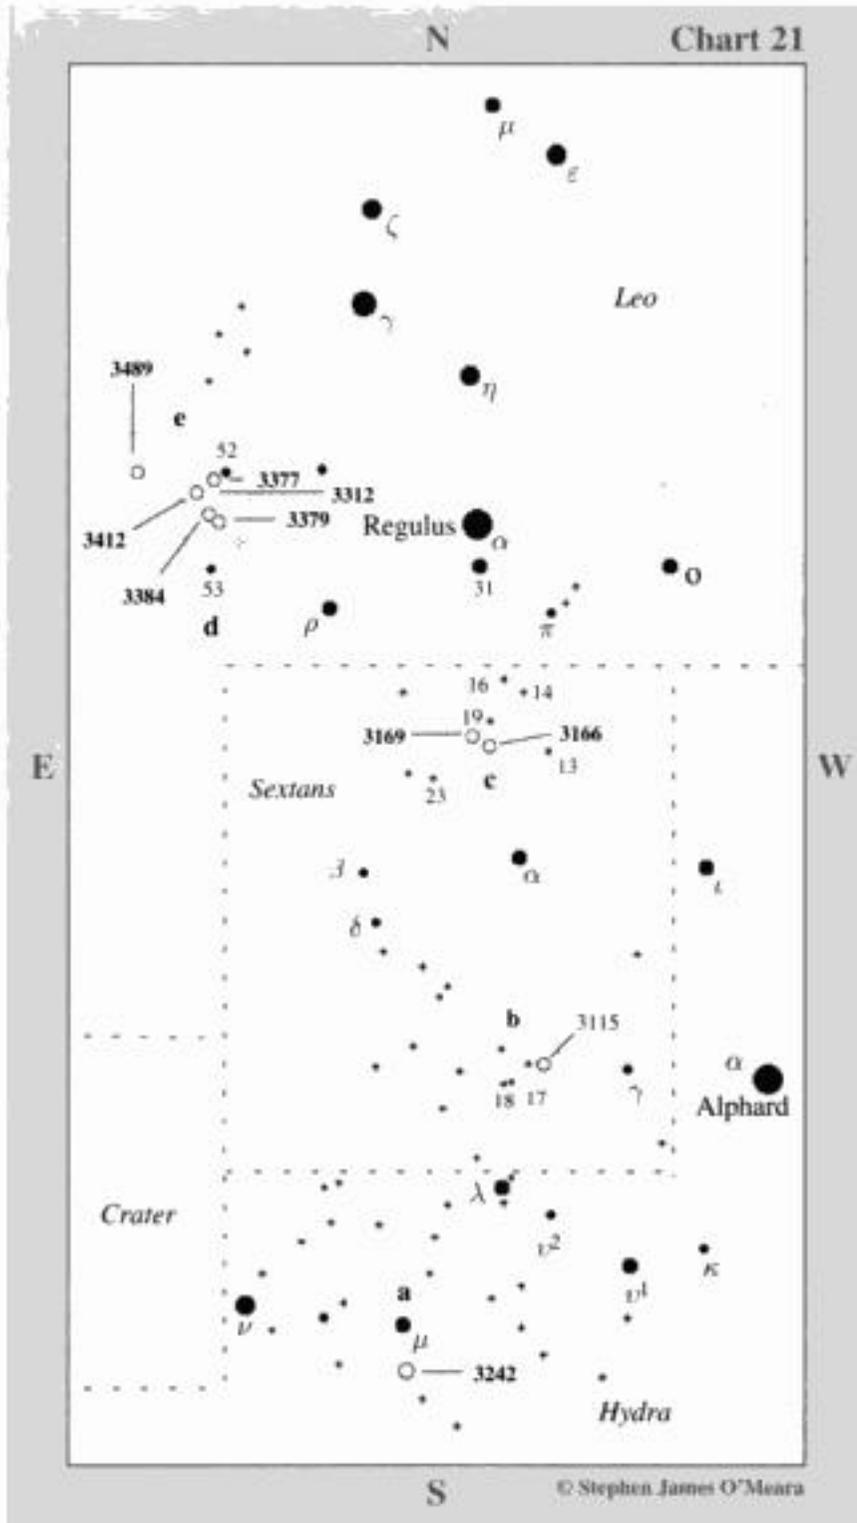 N
Chart 21
μ
ε
ζ
Leo
γ
3489
η
e
52
3377
3312
3379
Regulus
α
3412
3384
53
31
ο
d
ρ
π
16
14
19
3169
3166
E
W
13
Sextans
23
c
β
α
ι
δ
b
3115
α
18
17
γ
Alphard
λ
Crater
υ2
κ
a
υ1
ν
μ
3242
Hydra
S
© Stephen James O'Meara